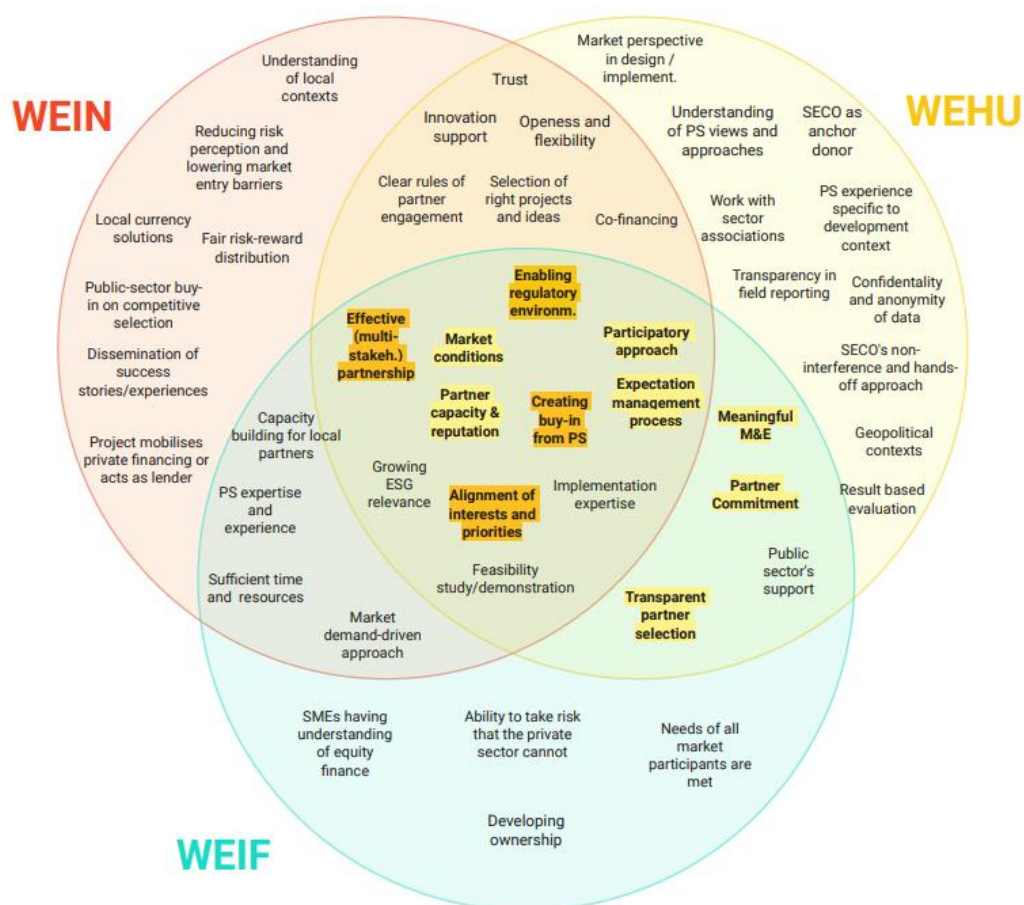 WEIN
WEHU
WEIF
Understanding
of local
contexts
Reducing risk
perception and
lowering market
entry barriers
Local currency
solutions
Fair risk-reward
distribution
Public-sector buy-
in on competitive
selection
Dissemination of
success
stories/experiences
Project mobilises
private financing or
acts as lender
Trust
Innovation
support
Openess and
flexibility
Clear rules of
partner
engagement
Selection of
right projects
and ideas
Co-financing
Market perspective
in design /
implement.
Understanding
of PS views and
approaches
SECO as
anchor
donor
Work with
sector
associations
PS experience
specific to
development
context
Transparency in
field reporting
Confidentality
and anonymity
of data
SECO's non-
interference and hands-
off approach
Geopolitical
contexts
Result based
evaluation
Enabling
regulatory
environm.
Effective
(multi-
stakeh.)
partnership
Market
conditions
Participatory
approach
Partner
capacity &
reputation
Creating
buy-in
from PS
Expectation
management
process
Growing
ESG
relevance
Alignment of
interests and
priorities
Implementation
expertise
Feasibility
study/demonstration
Capacity
building for local
partners
PS expertise
and
experience
Sufficient time
and resources
Market
demand-driven
approach
Meaningful
M&E
Partner
Commitment
Public
sector's
support
Transparent
partner
selection
SMEs having
understanding
of equity
finance
Ability to take risk
that the private
sector cannot
Needs of all
market
participants are
met
Developing
ownership